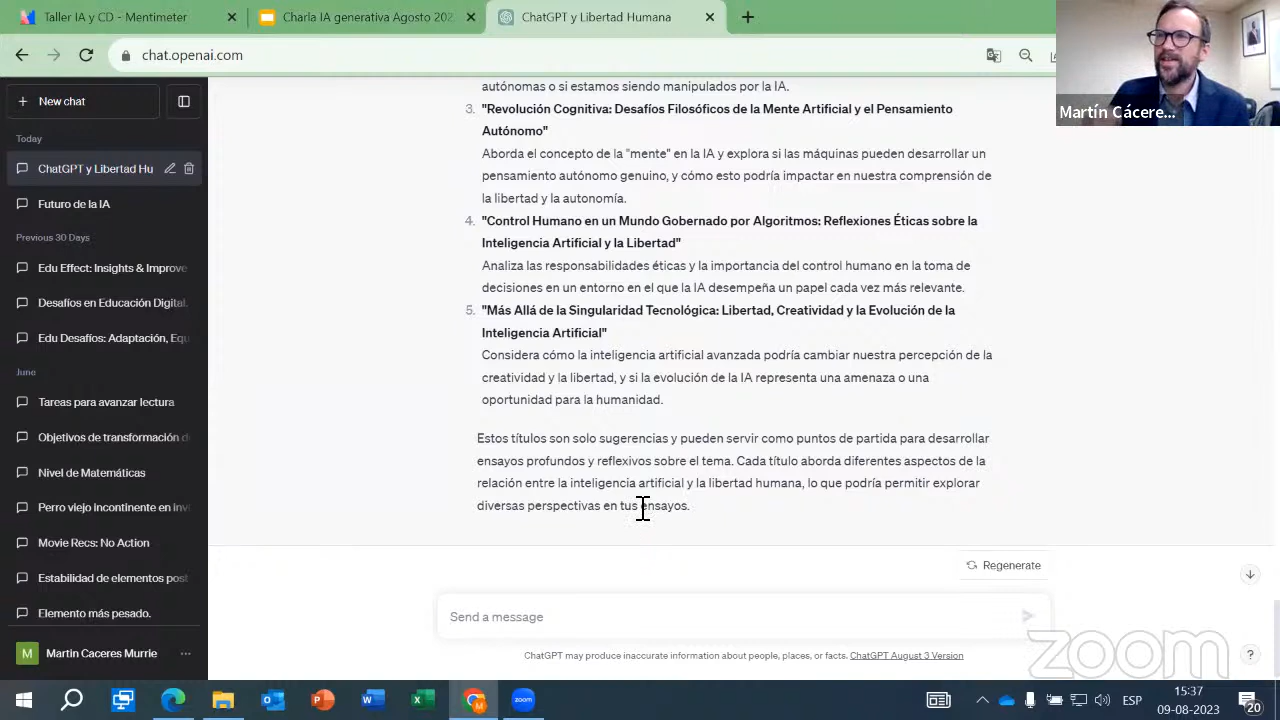 Clases
IA generativa Agosto 202
ChatGPT y Libertad Humana
chat.openai.com
New chat
Today
ChatGPT y Libertad Hu
Futuro de la IA
Previous 30 Days
Edu Effect: Insights & Improve
Desafíos en Educación Digital.
Edu Desafíos: Adaptación, Equ
June
Tareas para avanzar lectura
Objetivos de transformación d
Nivel de Matemáticas
Perro viejo incontinente en inv
Movie Recs: No Action
Estabilidad de elementos post
Elemento más pesado.
M
Martin Caceres Murrie
autónomas o si estamos siendo manipulados por la IA.
3. "Revolución Cognitiva: Desafíos Filosóficos de la Mente Artificial y el Pensamiento
Autónomo"
Aborda el concepto de la "mente" en la IA y explora si las máquinas pueden desarrollar un
pensamiento autónomo genuino, y cómo esto podría impactar en nuestra comprensión de
la libertad y la autonomía.
4. "Control Humano en un Mundo Gobernado por Algoritmos: Reflexiones Éticas sobre la
Inteligencia Artificial y la Libertad"
Analiza las responsabilidades éticas y la importancia del control humano en la toma de
decisiones en un entorno en el que la IA desempeña un papel cada vez más relevante.
5. "Más Allá de la Singularidad Tecnológica: Libertad, Creatividad y la Evolución de la
Inteligencia Artificial"
Considera cómo la inteligencia artificial avanzada podría cambiar nuestra percepción de la
creatividad y la libertad, y si la evolución de la IA representa una amenaza o una
oportunidad para la humanidad.
Estos títulos son solo sugerencias y pueden servir como puntos de partida para desarrollar
ensayos profundos y reflexivos sobre el tema. Cada título aborda diferentes aspectos de la
relación entre la inteligencia artificial y la libertad humana, lo que podría permitir explorar
diversas perspectivas en tus ensayos.
Regenerate
Send a message
ChatGPT may produce inaccurate information about people, places, or facts. ChatGPT August 3 Version
?
Martín Cácere...
zoom
zoom
ESP
15:37
09-08-2023
20